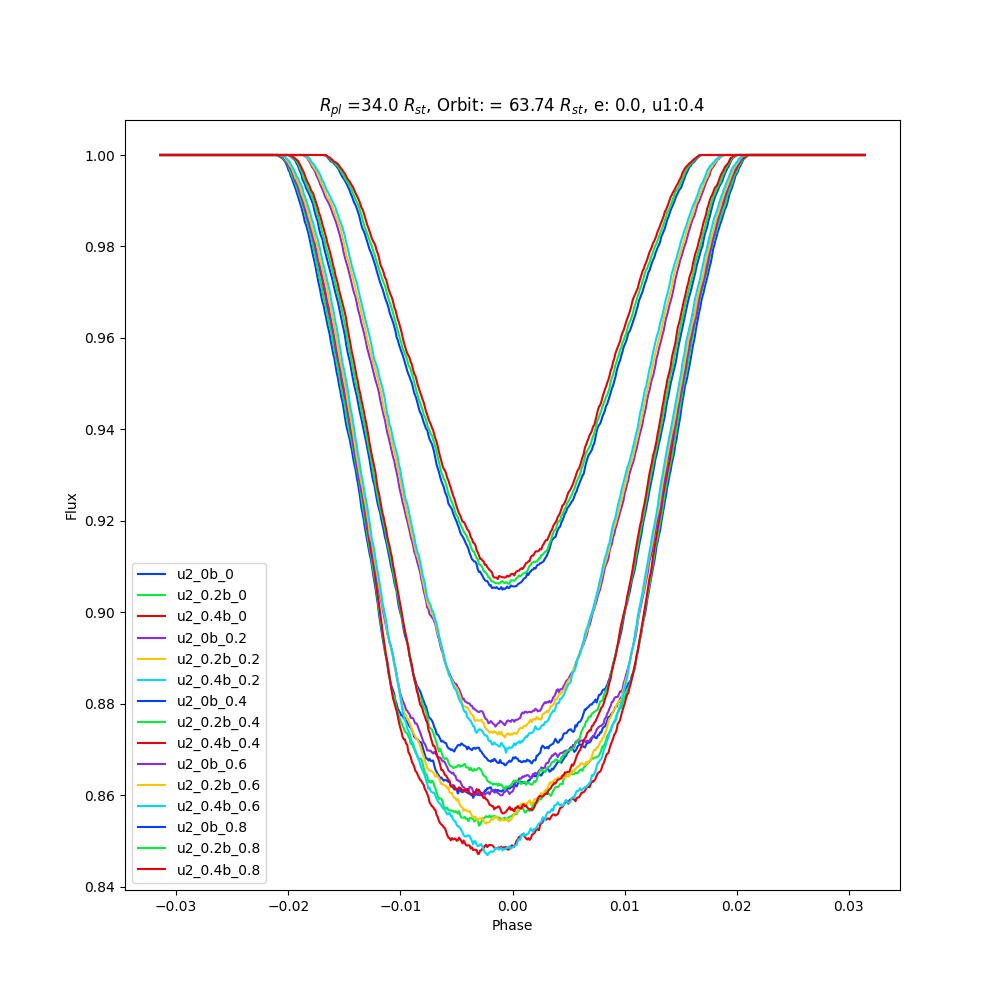 R_pl =34.0 R_st, Orbit: = 63.74 R_st, e: 0.0, u1:0.4
Flux
1.00
0.98
0.96
0.94
0.92
0.90
0.88
0.86
0.84
u2_0b_0
u2_0.2b_0
u2_0.4b_0
u2_0b_0.2
u2_0.2b_0.2
u2_0.4b_0.2
u2_0b_0.4
u2_0.2b_0.4
u2_0.4b_0.4
u2_0b_0.6
u2_0.2b_0.6
u2_0.4b_0.6
u2_0b_0.8
u2_0.2b_0.8
u2_0.4b_0.8
−0.03 −0.02 −0.01 0.00 0.01 0.02 0.03
Phase